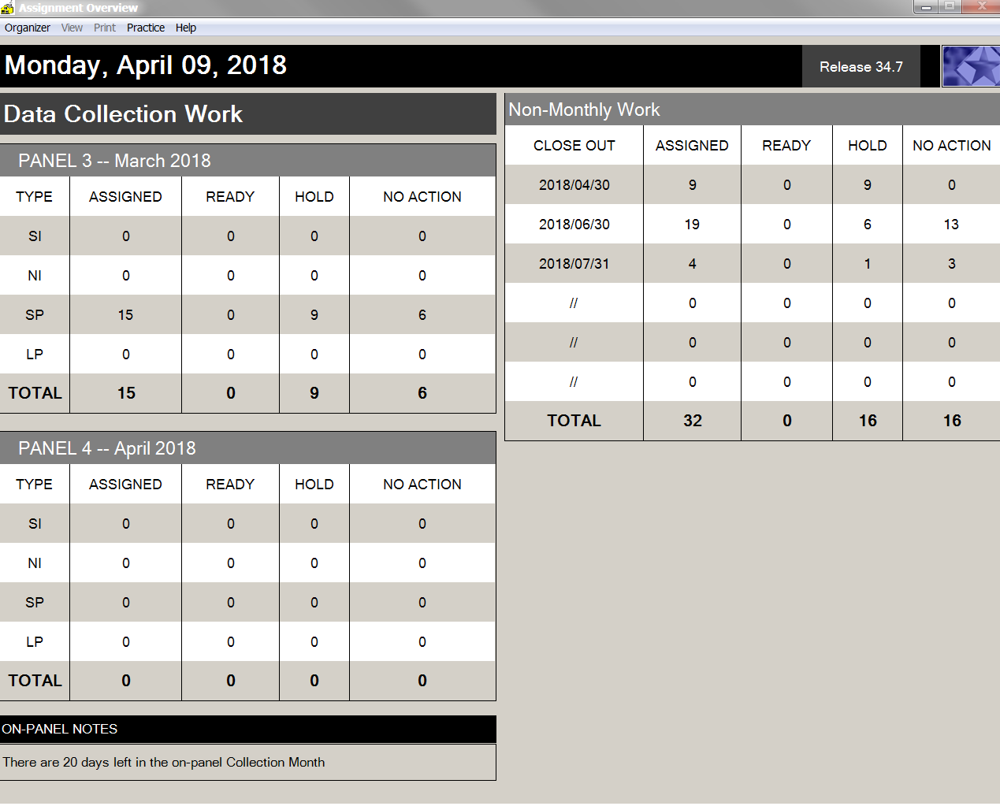 Assignment Overview
Organizer View Print Practice Help
Monday, April 09, 2018
Release 34.7
Data Collection Work
PANEL 3 -- March 2018
TYPE ASSIGNED READY HOLD NO ACTION
SI 0 0 0 0
NI 0 0 0 0
SP 15 0 9 6
LP 0 0 0 0
TOTAL 15 0 9 6
PANEL 4 -- April 2018
TYPE ASSIGNED READY HOLD NO ACTION
SI 0 0 0 0
NI 0 0 0 0
SP 0 0 0 0
LP 0 0 0 0
TOTAL 0 0 0 0
ON-PANEL NOTES
There are 20 days left in the on-panel Collection Month
Non-Monthly Work
CLOSE OUT ASSIGNED READY HOLD NO ACTION
2018/04/30 9 0 9 0
2018/06/30 19 0 6 13
2018/07/31 4 0 1 3
// 0 0 0 0
// 0 0 0 0
// 0 0 0 0
TOTAL 32 0 16 16